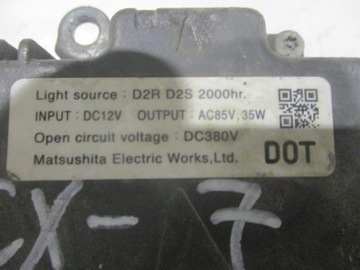 Light source : D2R D2S 2000hr.
INPUT : DC12V OUTPUT : AC85V, 35W
Open circuit voltage : DC380V
Matsushita Electric Works,Ltd. DOT
CX-7